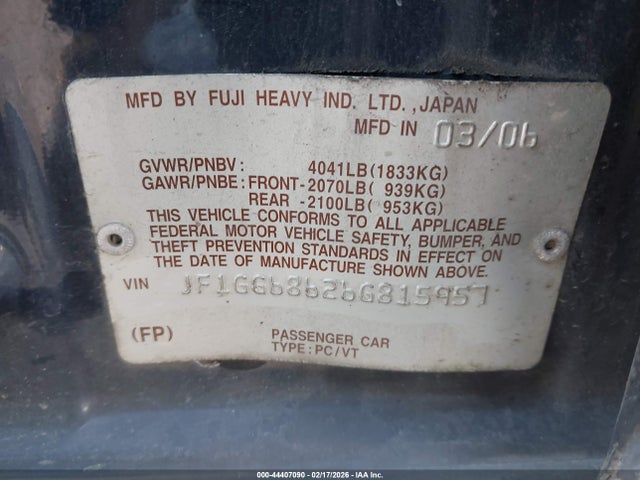 MFD BY FUJI HEAVY IND. LTD.,JAPAN
MFD IN 03/06
GVWR/PNBV: 4041LB(1833KG)
GAWR/PNBE:FRONT-2070LB( 939KG)
REAR -2100LB( 953KG)
THIS VEHICLE CONFORMS TO ALL APPLICABLE
FEDERAL MOTOR VEHICLE SAFETY, BUMPER, AND
THEFT PREVENTION STANDARDS IN EFFECT ON
THE DATE OF MANUFACTURE SHOWN ABOVE.
VIN JF1GG68626G815957
(FP) PASSENGER CAR
TYPE:PC/VT
000-44407090 - 02/17/2026 - IAAI Inc.